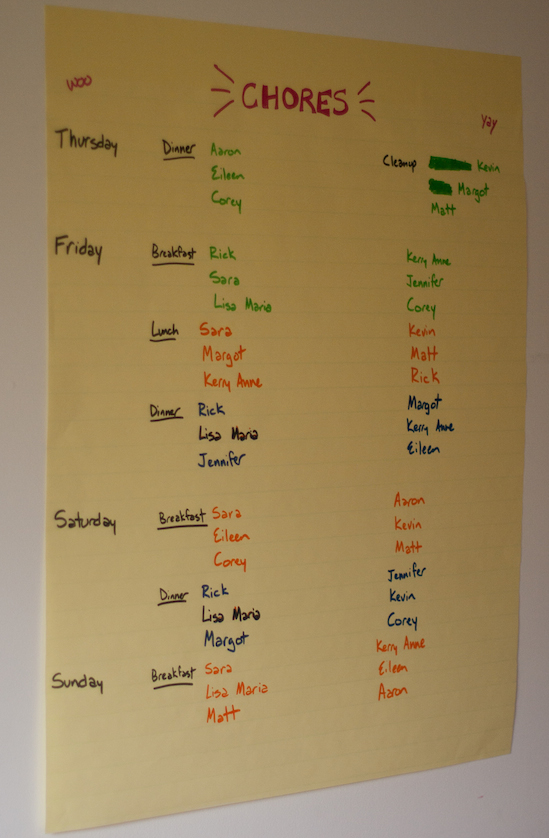 woo
CHORES
yay
Thursday Dinner Aaron Cleanup Kevin
Eileen Margot
Corey Matt
Friday Breakfast Rick Kerry Anne
Sara Jennifer
Lisa Maria Corey
Lunch Sara Kevin
Margot Matt
Kerry Anne Rick
Dinner Rick Margot
Lisa Maria Kerry Anne
Jennifer Eileen
Saturday Breakfast Sara Aaron
Eileen Kevin
Corey Matt
Dinner Rick Jennifer
Lisa Maria Kevin
Margot Corey
Sunday Breakfast Sara Kerry Anne
Lisa Maria Eileen
Matt Aaron